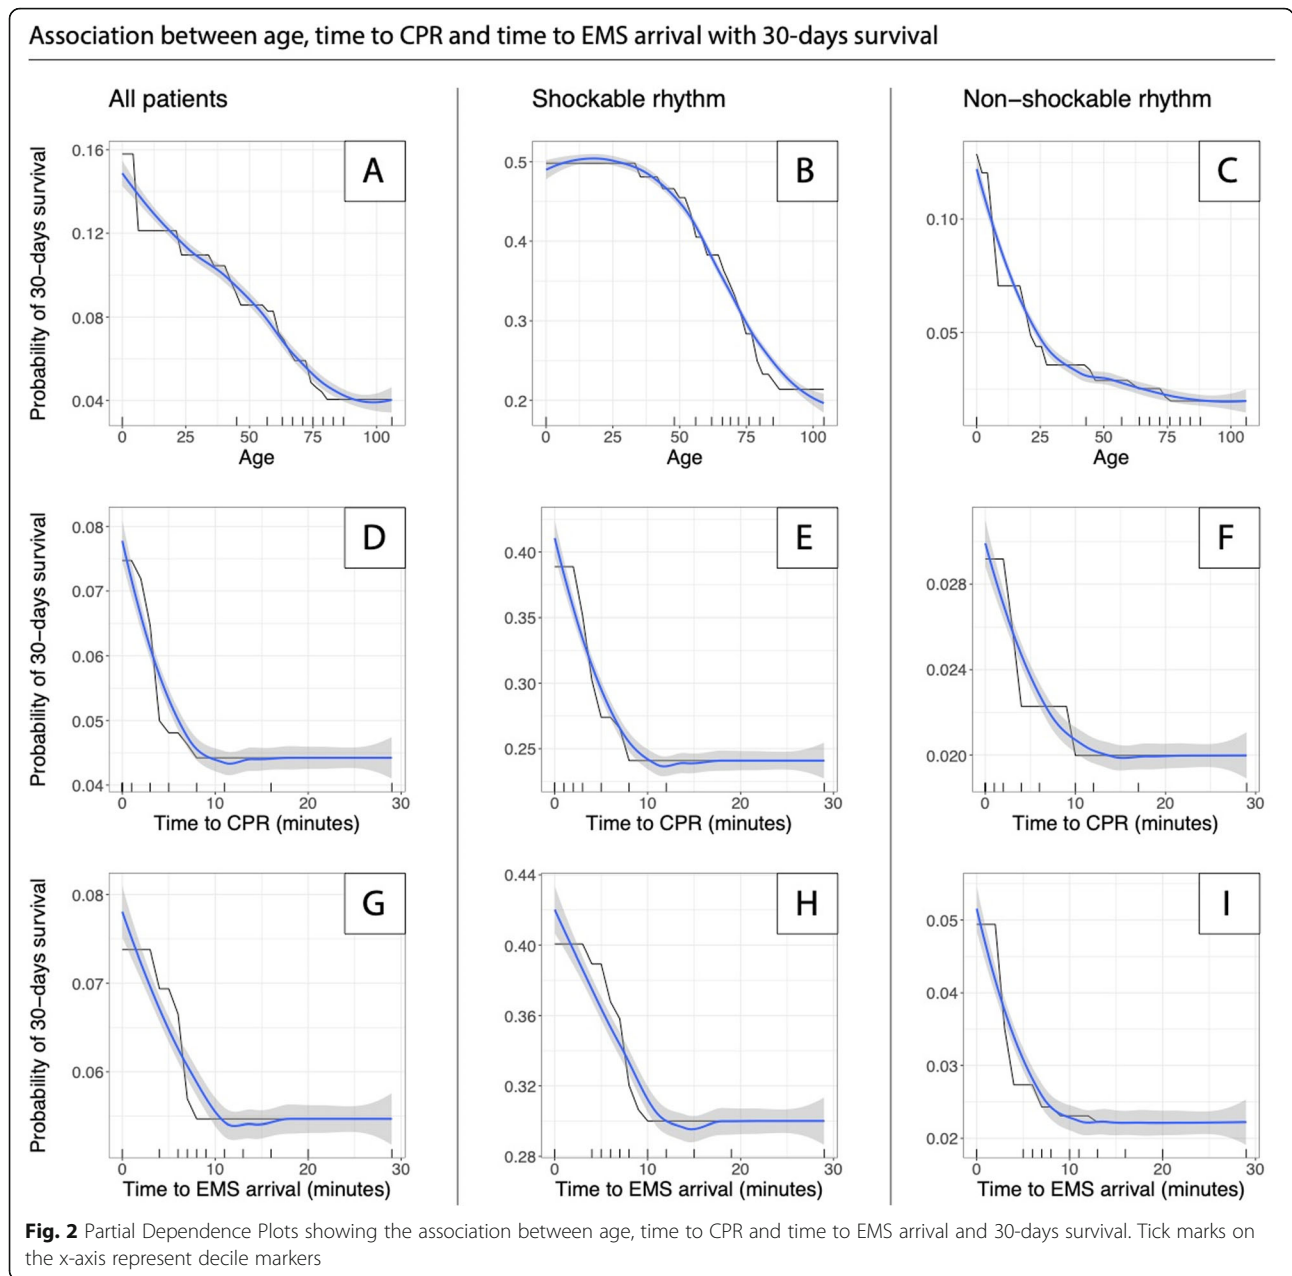 Association between age, time to CPR and time to EMS arrival with 30-days survival
All patients
Shockable rhythm
Non-shockable rhythm
Probability of 30-days survival
0.16
0.12
0.08
0.04
A
0 25 50 75 100
Age
0.5
0.4
0.3
0.2
B
0 25 50 75 100
Age
0.10
0.05
C
0 25 50 75 100
Age
Probability of 30-days survival
0.08
0.07
0.06
0.05
0.04
D
0 10 20 30
Time to CPR (minutes)
0.40
0.35
0.30
0.25
E
0 10 20 30
Time to CPR (minutes)
0.028
0.024
0.020
F
0 10 20 30
Time to CPR (minutes)
Probability of 30-days survival
0.08
0.07
0.06
G
0 10 20 30
Time to EMS arrival (minutes)
0.44
0.40
0.36
0.32
0.28
H
0 10 20 30
Time to EMS arrival (minutes)
0.05
0.04
0.03
0.02
I
0 10 20 30
Time to EMS arrival (minutes)
Fig. 2 Partial Dependence Plots showing the association between age, time to CPR and time to EMS arrival and 30-days survival. Tick marks on
the x-axis represent decile markers